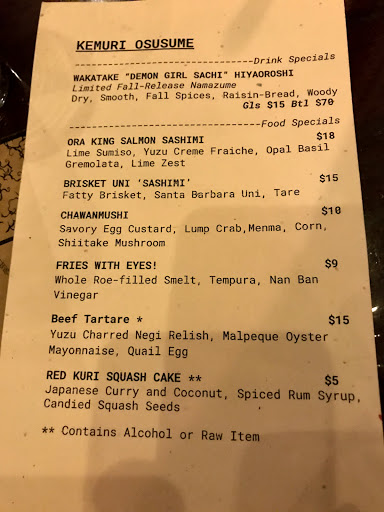 KEMURI OSUSUME
--------------------------------Drink Specials
WAKATAKE "DEMON GIRL SACHI" HIYAOROSHI
Limited Fall-Release Namazume
Dry, Smooth, Fall Spices, Raisin-Bread, Woody
Gls $15 Btl $70
--------------------------------Food Specials
ORA KING SALMON SASHIMI $18
Lime Sumiso, Yuzu Creme Fraiche, Opal Basil
Gremolata, Lime Zest
BRISKET UNI 'SASHIMI' $15
Fatty Brisket, Santa Barbara Uni, Tare
CHAWANMUSHI $10
Savory Egg Custard, Lump Crab,Menma, Corn,
Shiitake Mushroom
FRIES WITH EYES! $9
Whole Roe-filled Smelt, Tempura, Nan Ban
Vinegar
Beef Tartare * $15
Yuzu Charred Negi Relish, Malpeque Oyster
Mayonnaise, Quail Egg
RED KURI SQUASH CAKE ** $5
Japanese Curry and Coconut, Spiced Rum Syrup,
Candied Squash Seeds
** Contains Alcohol or Raw Item